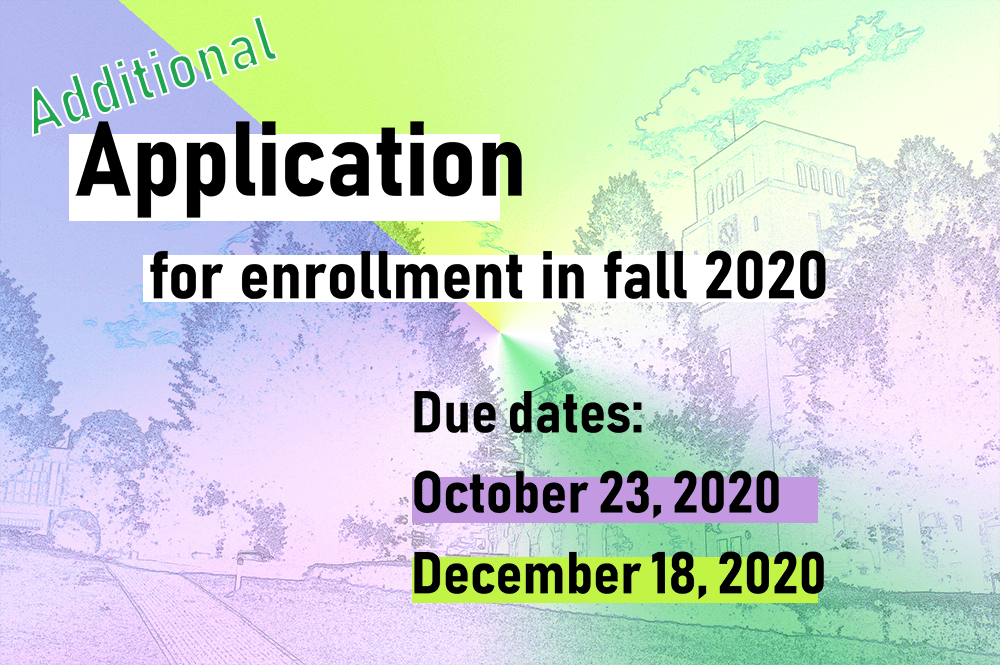 Additional
Application
for enrollment in fall 2020
Due dates:
October 23, 2020
December 18, 2020